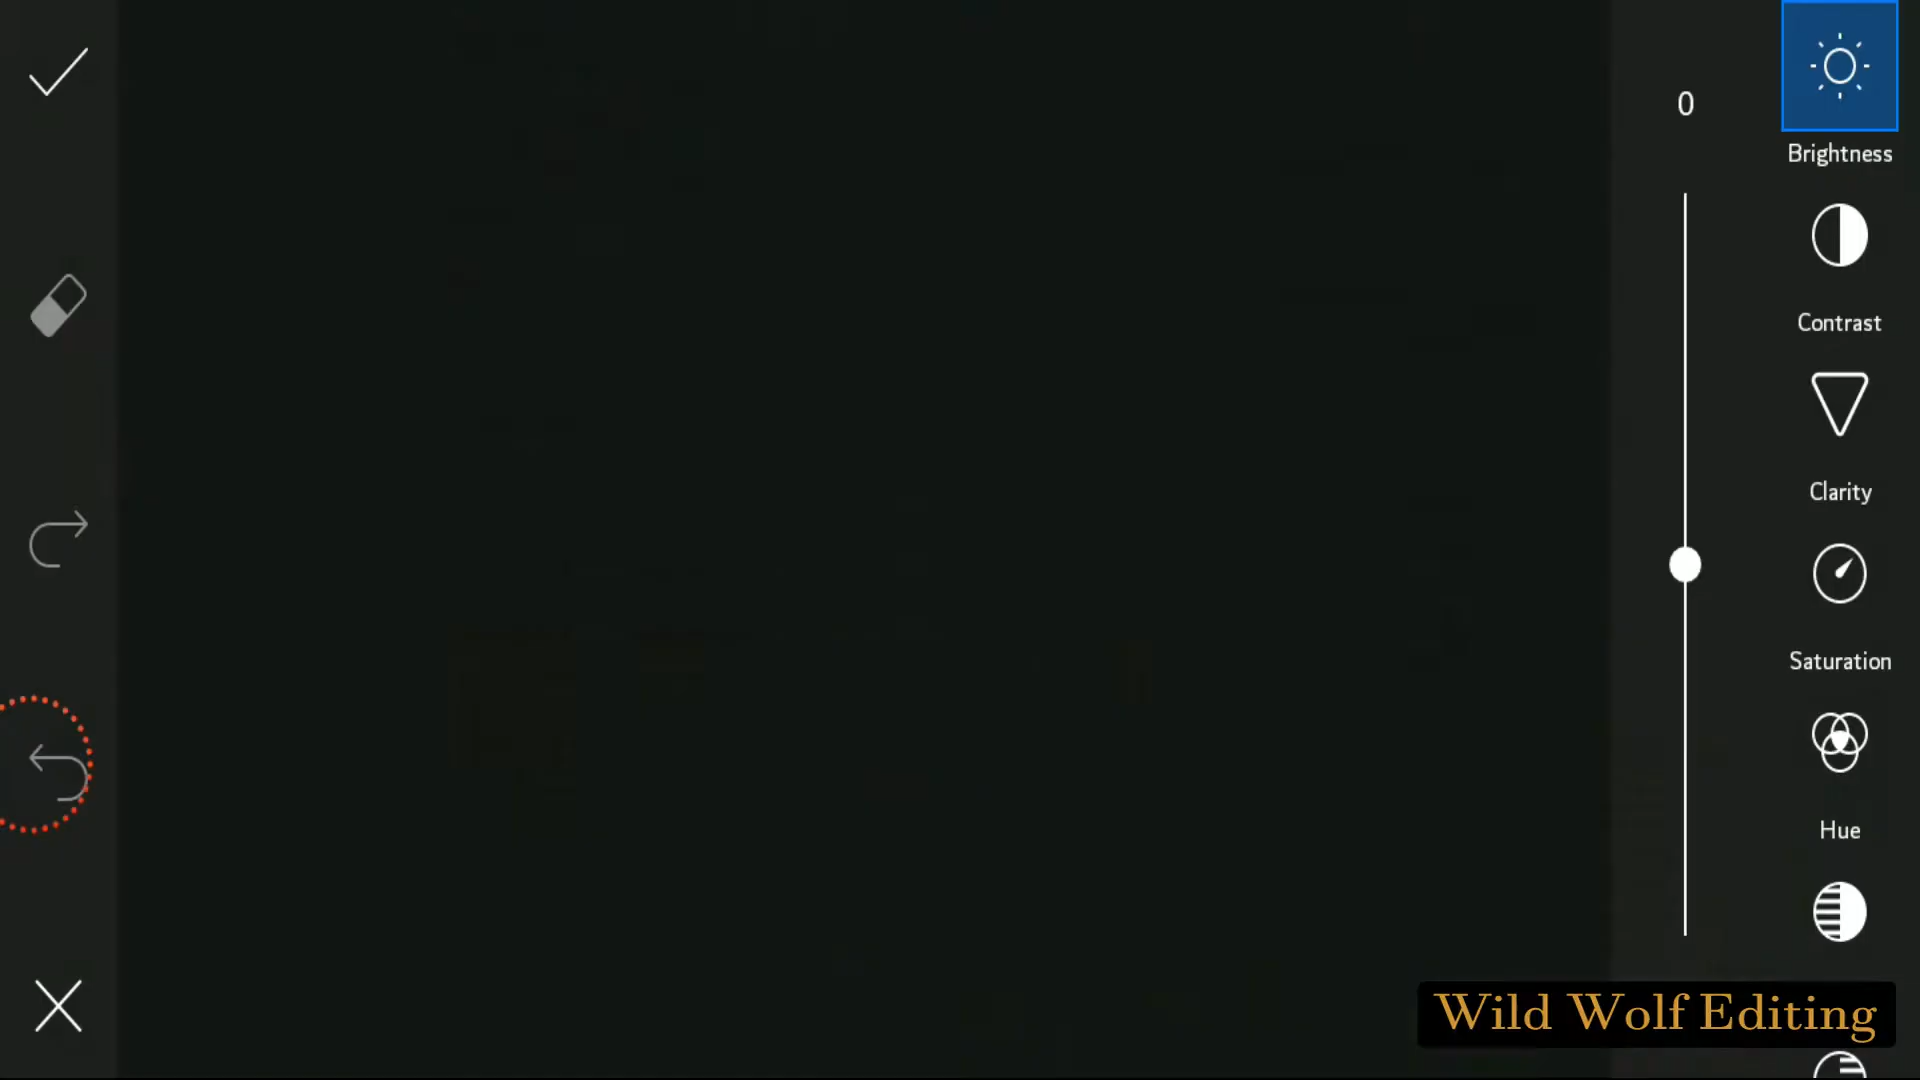 0
Brightness
Contrast
Clarity
Saturation
Hue
Wild Wolf Editing